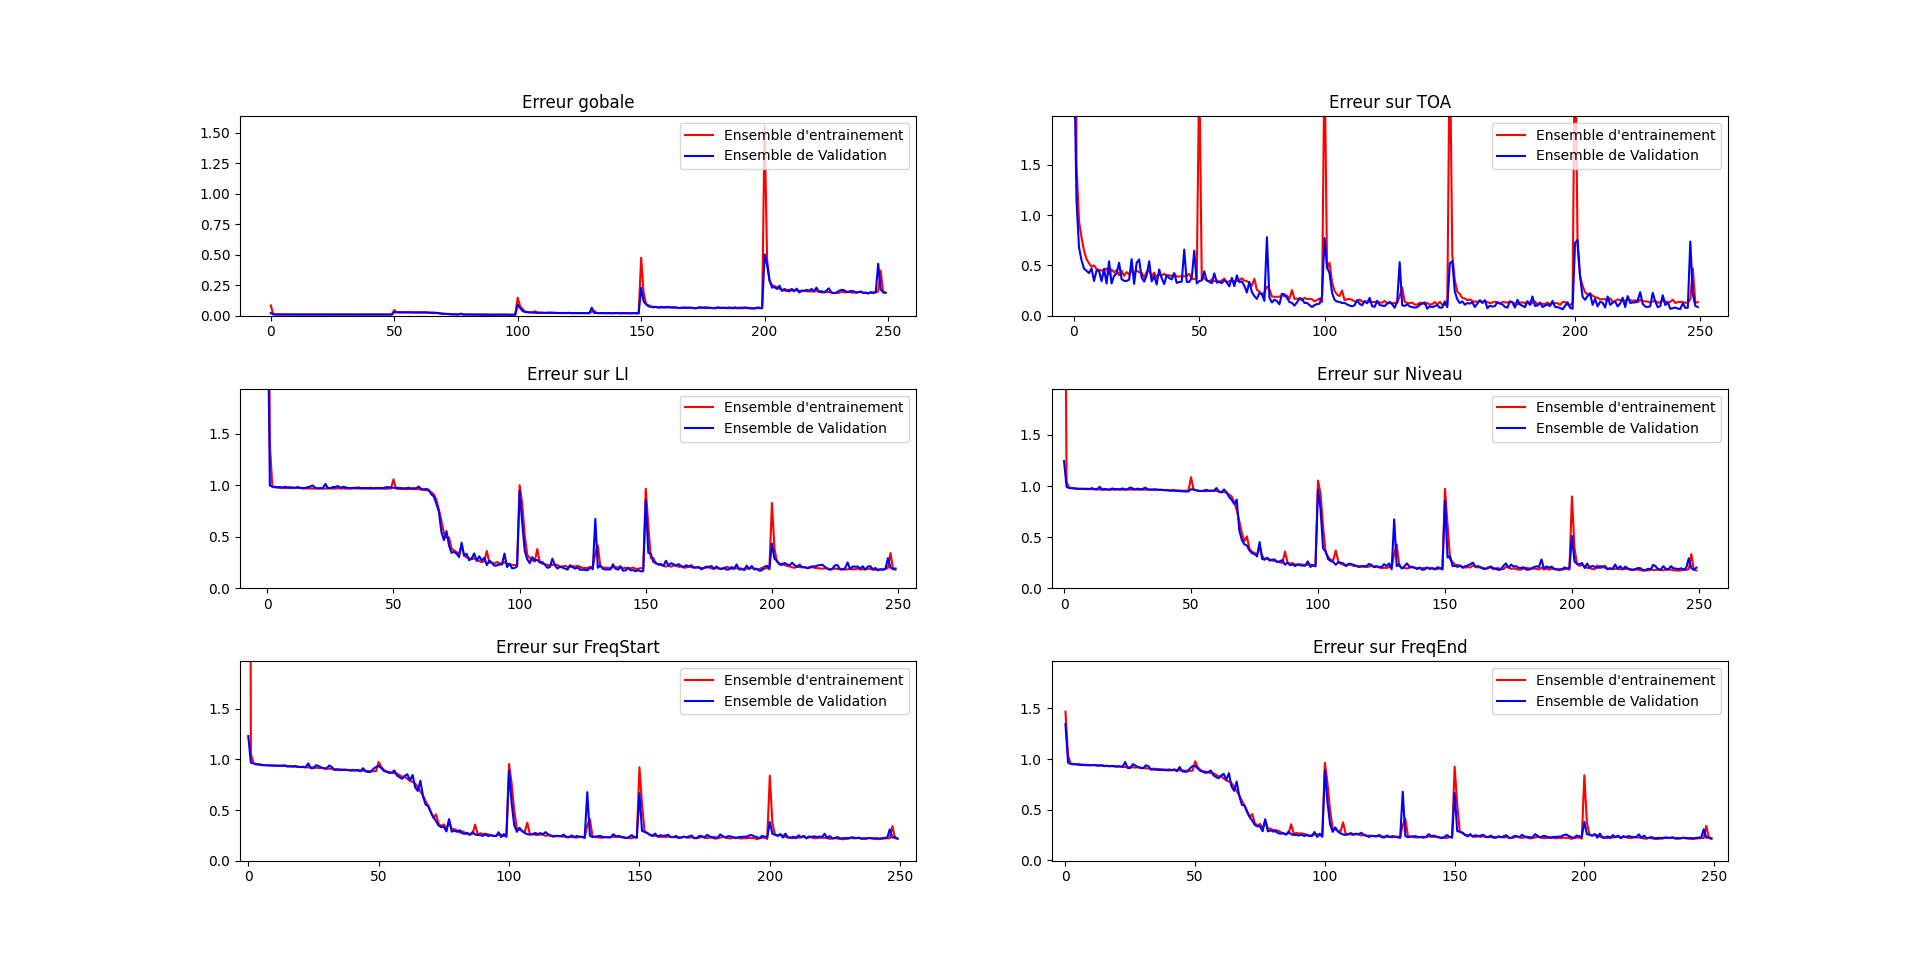 Erreur gobale
1.50
1.25
1.00
0.75
0.50
0.25
0.00
0 50 100 150 200 250
Ensemble d'entrainement
Ensemble de Validation
Erreur sur TOA
1.5
1.0
0.5
0.0
0 50 100 150 200 250
Ensemble d'entrainement
Ensemble de Validation
Erreur sur LI
1.5
1.0
0.5
0.0
0 50 100 150 200 250
Ensemble d'entrainement
Ensemble de Validation
Erreur sur Niveau
1.5
1.0
0.5
0.0
0 50 100 150 200 250
Ensemble d'entrainement
Ensemble de Validation
Erreur sur FreqStart
1.5
1.0
0.5
0.0
0 50 100 150 200 250
Ensemble d'entrainement
Ensemble de Validation
Erreur sur FreqEnd
1.5
1.0
0.5
0.0
0 50 100 150 200 250
Ensemble d'entrainement
Ensemble de Validation